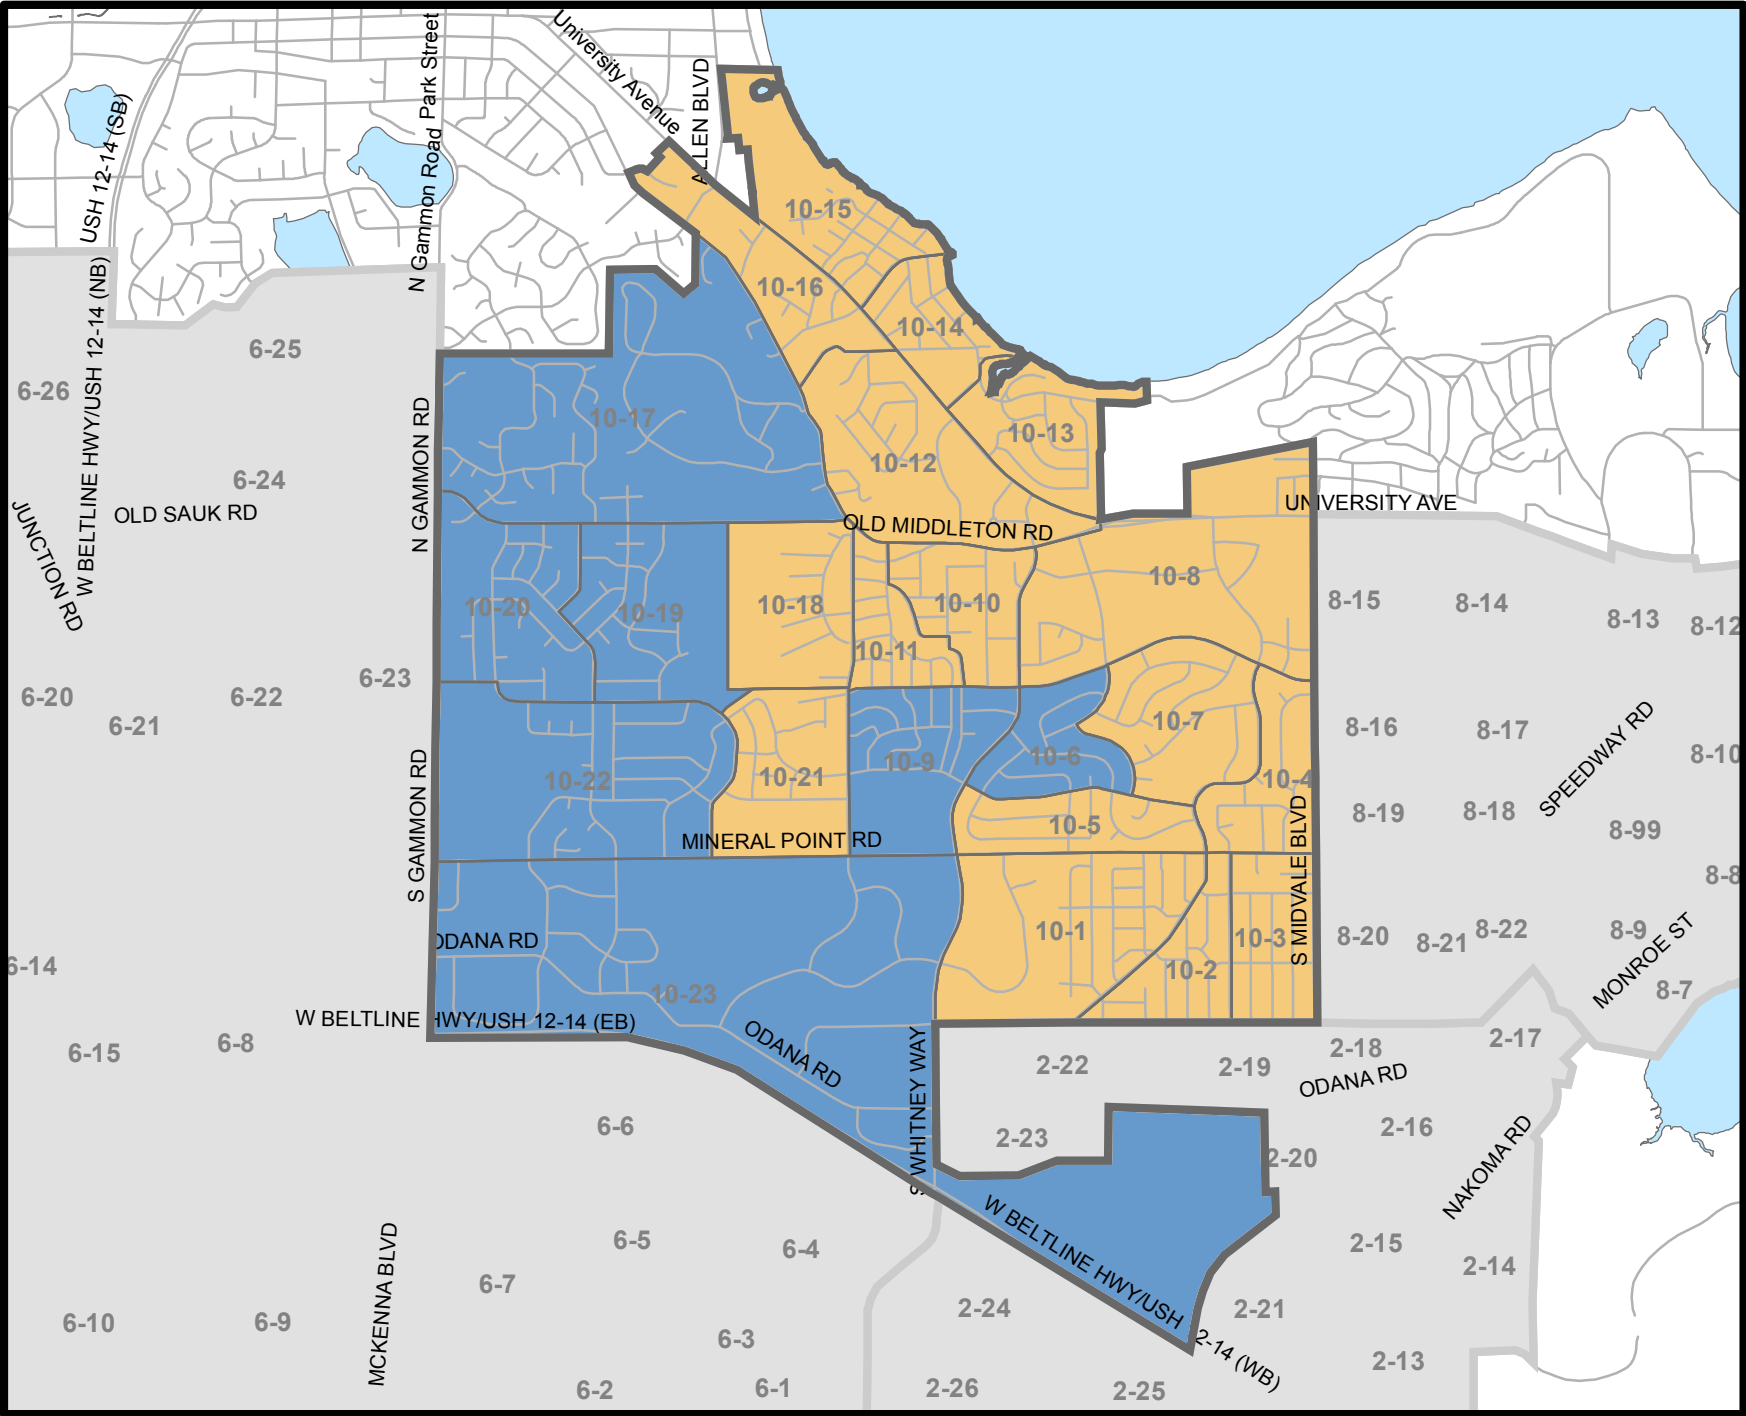 University Avenue
Park Street
N Gammon Road
ALLEN BLVD
USH 12-14 (SB)
10-15
10-16
10-14
6-25
6-26
W BELTLINE HWY/USH 12-14 (NB)
N GAMMON RD
10-17
10-13
10-12
6-24
OLD SAUK RD
JUNCTION RD
UNIVERSITY AVE
OLD MIDDLETON RD
10-8
10-20
10-19
10-18
10-10
10-11
8-15
8-14
8-13
8-12
6-23
6-20
6-22
6-21
10-7
8-16
8-17
SPEEDWAY RD
8-10
S GAMMON RD
10-22
10-21
10-9
10-6
10-4
10-5
8-19
8-18
8-99
MINERAL POINT RD
S MIDVALE BLVD
8-8
ODANA RD
10-1
10-3
10-2
8-20
8-21
8-22
8-9
MONROE ST
8-7
6-14
10-23
W BELTLINE HWY/USH 12-14 (EB)
6-15
6-8
ODANA RD
S WHITNEY WAY
2-22
2-19
2-18
2-17
ODANA RD
6-6
2-23
2-20
2-16
NAKOMA RD
MCKENNA BLVD
6-5
6-4
W BELTLINE HWY/USH
2-14 (WB)
2-15
2-14
6-7
2-24
2-21
6-10
6-9
6-3
2-13
6-2
6-1
2-26
2-25